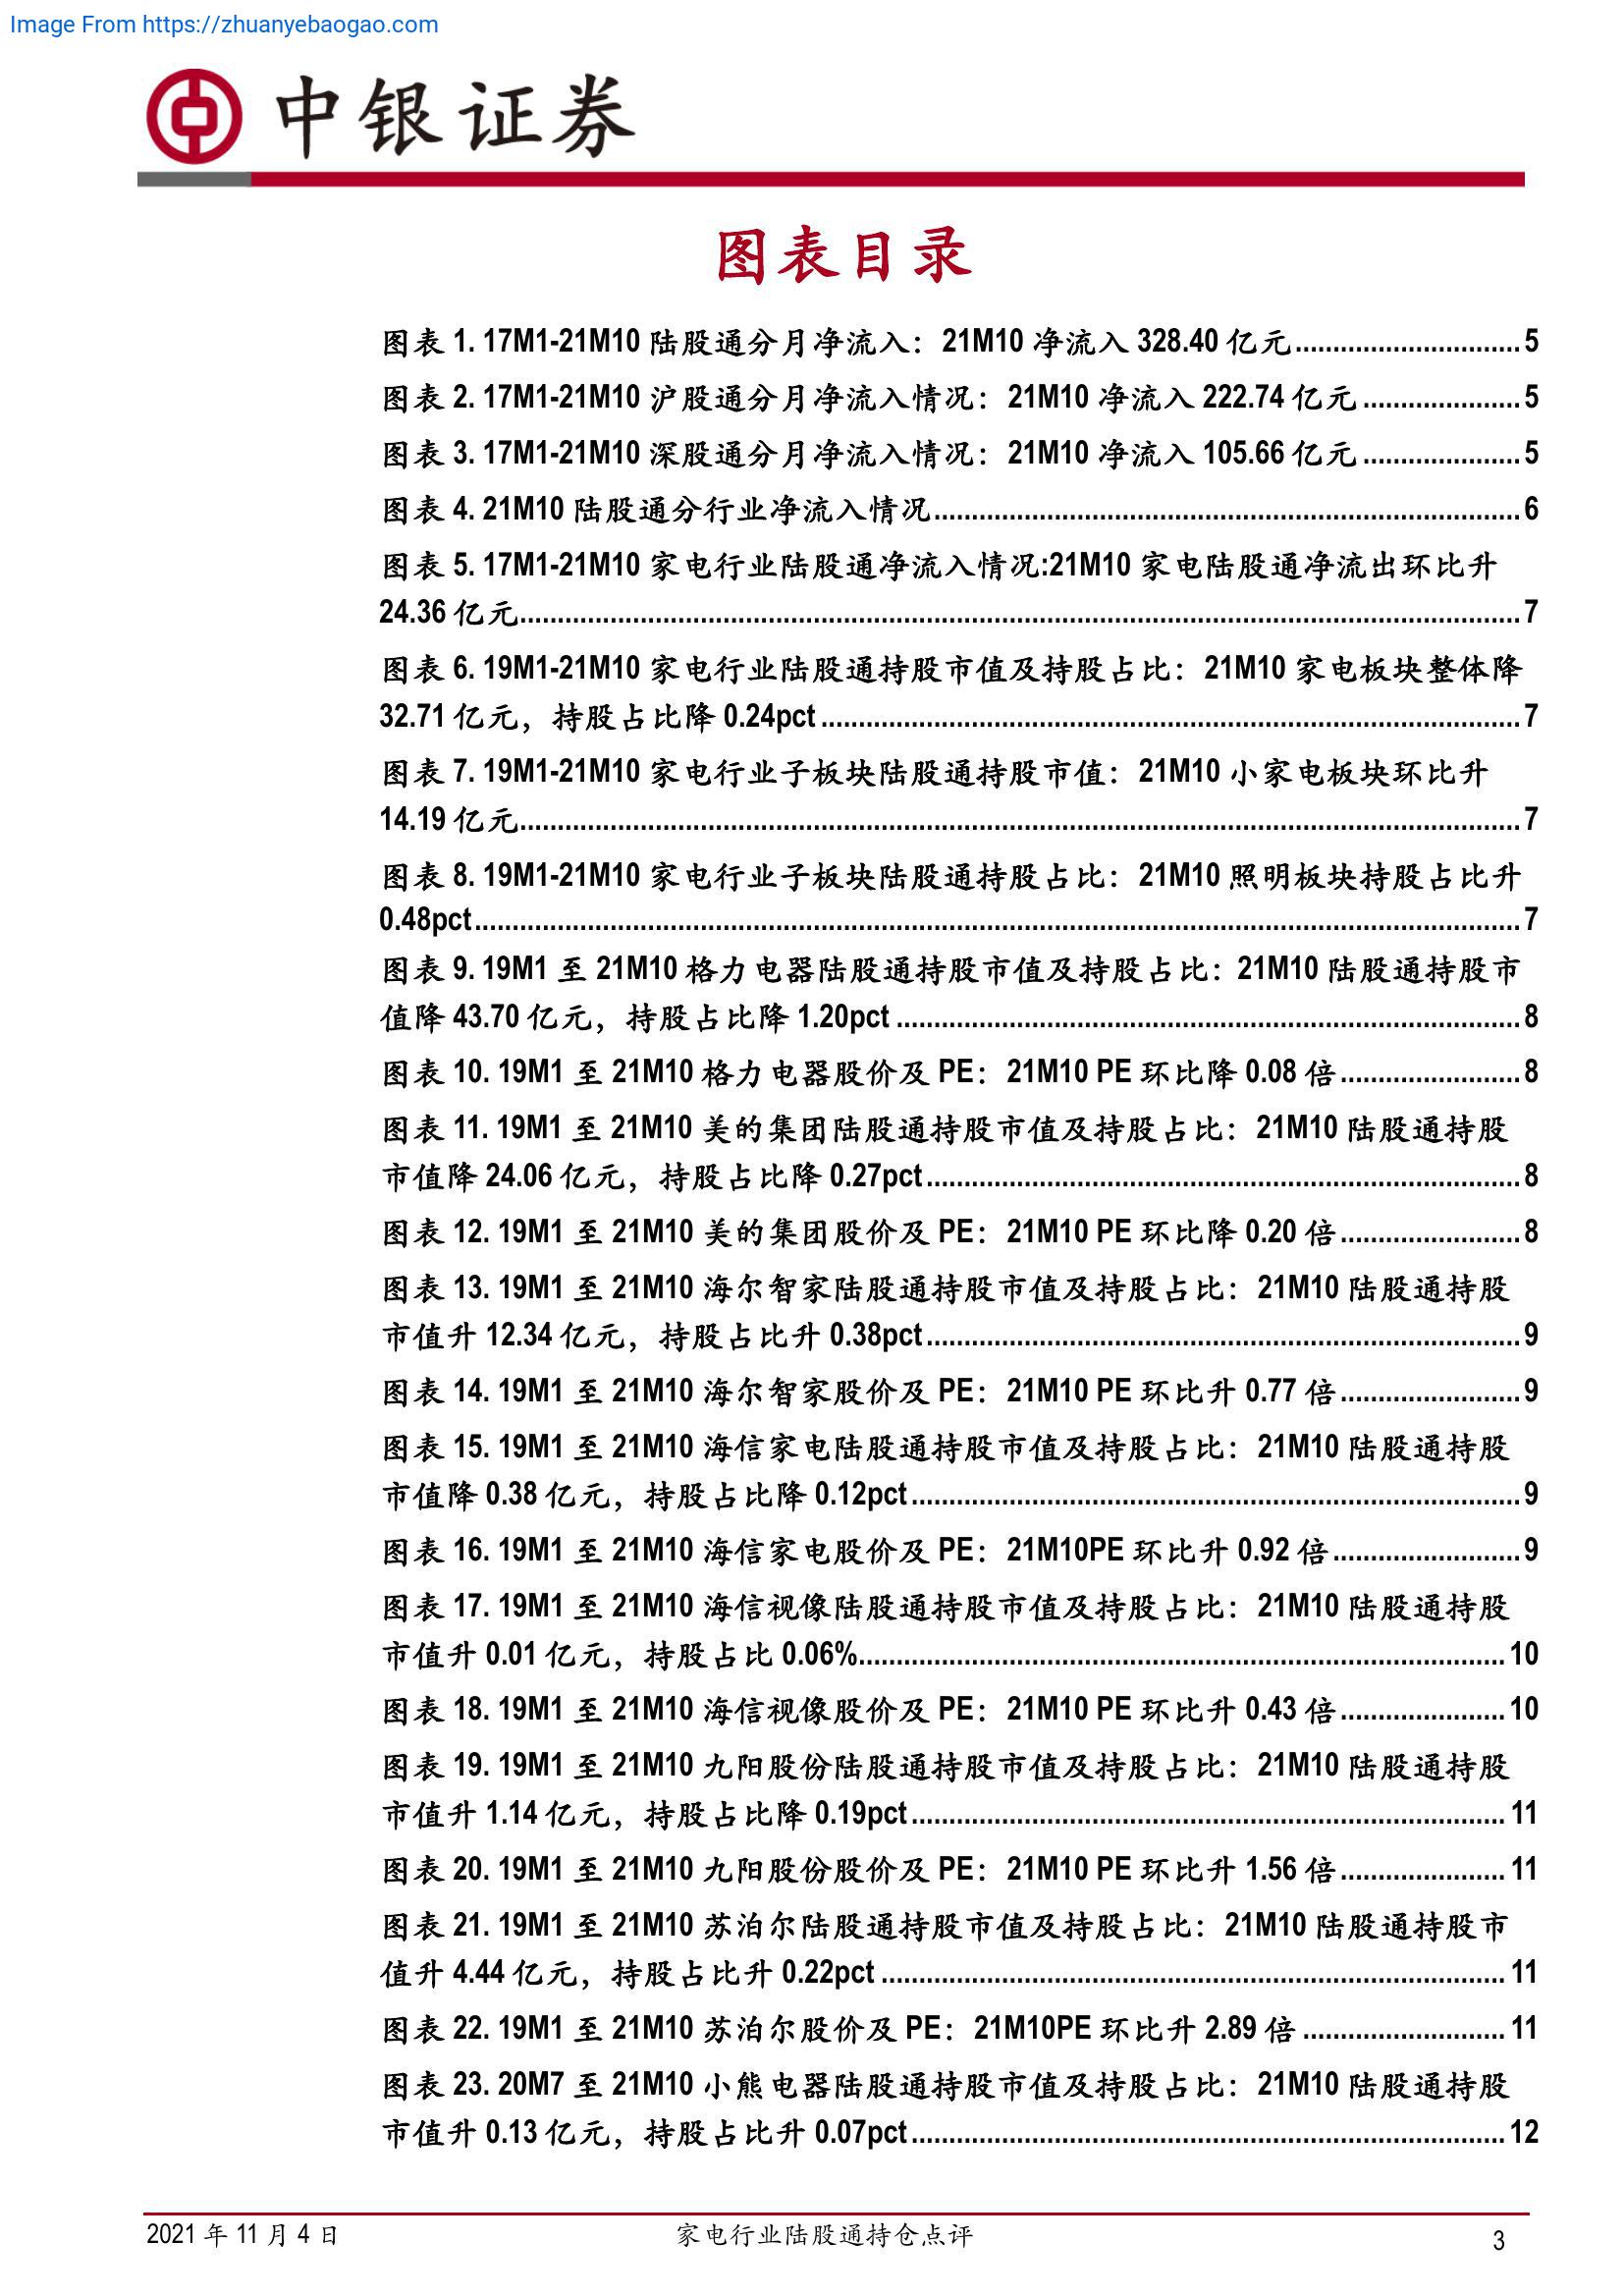 Image From https://zhuanyebaogao.com
中银证券
图表目录
图表 1. 17M1-21M10 陆股通分月净流入：21M10 净流入 328.40 亿元..............................5
图表 2. 17M1-21M10 沪股通分月净流入情况：21M10 净流入 222.74 亿元.....................5
图表 3. 17M1-21M10 深股通分月净流入情况：21M10 净流入 105.66 亿元.....................5
图表 4. 21M10 陆股通分行业净流入情况..............................................................................6
图表 5. 17M1-21M10 家电行业陆股通净流入情况:21M10 家电陆股通净流出环比升
24.36 亿元.....................................................................................................................................7
图表 6. 19M1-21M10 家电行业陆股通持股市值及持股占比：21M10 家电板块整体降
32.71 亿元，持股占比降 0.24pct.............................................................................................7
图表 7. 19M1-21M10 家电行业子板块陆股通持股市值：21M10 小家电板块环比升
14.19 亿元.....................................................................................................................................7
图表 8. 19M1-21M10 家电行业子板块陆股通持股占比：21M10 照明板块持股占比升
0.48pct...........................................................................................................................................7
图表 9. 19M1 至 21M10 格力电器陆股通持股市值及持股占比：21M10 陆股通持股市
值降 43.70 亿元，持股占比降 1.20pct...................................................................................8
图表 10. 19M1 至 21M10 格力电器股价及 PE：21M10 PE 环比降 0.08 倍........................8
图表 11. 19M1 至 21M10 美的集团陆股通持股市值及持股占比：21M10 陆股通持股
市值降 24.06 亿元，持股占比降 0.27pct...............................................................................8
图表 12. 19M1 至 21M10 美的集团股价及 PE：21M10 PE 环比降 0.20 倍........................8
图表 13. 19M1 至 21M10 海尔智家陆股通持股市值及持股占比：21M10 陆股通持股
市值升 12.34 亿元，持股占比升 0.38pct...............................................................................9
图表 14. 19M1 至 21M10 海尔智家股价及 PE：21M10 PE 环比升 0.77 倍........................9
图表 15. 19M1 至 21M10 海信家电陆股通持股市值及持股占比：21M10 陆股通持股
市值降 0.38 亿元，持股占比降 0.12pct.................................................................................9
图表 16. 19M1 至 21M10 海信家电股价及 PE：21M10PE 环比升 0.92 倍.........................9
图表 17. 19M1 至 21M10 海信视像陆股通持股市值及持股占比：21M10 陆股通持股
市值升 0.01 亿元，持股占比 0.06%......................................................................................10
图表 18. 19M1 至 21M10 海信视像股价及 PE：21M10 PE 环比升 0.43 倍......................10
图表 19. 19M1 至 21M10 九阳股份陆股通持股市值及持股占比：21M10 陆股通持股
市值升 1.14 亿元，持股占比降 0.19pct...............................................................................11
图表 20. 19M1 至 21M10 九阳股份股价及 PE：21M10 PE 环比升 1.56 倍......................11
图表 21. 19M1 至 21M10 苏泊尔陆股通持股市值及持股占比：21M10 陆股通持股市
值升 4.44 亿元，持股占比升 0.22pct...................................................................................11
图表 22. 19M1 至 21M10 苏泊尔股价及 PE：21M10PE 环比升 2.89 倍...........................11
图表 23. 20M7 至 21M10 小熊电器陆股通持股市值及持股占比：21M10 陆股通持股
市值升 0.13 亿元，持股占比升 0.07pct...............................................................................12
2021 年 11 月 4 日
家电行业陆股通持仓点评
3